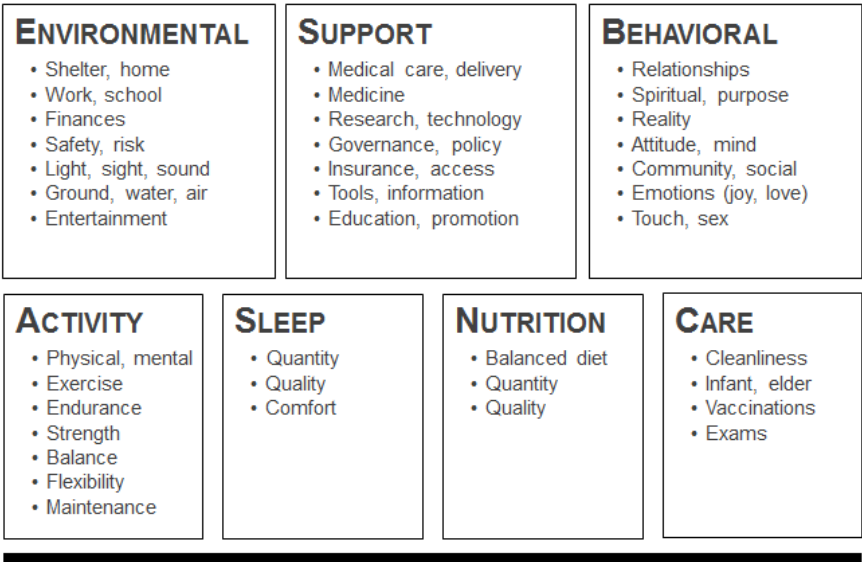 ENVIRONMENTAL
• Shelter, home
• Work, school
• Finances
• Safety, risk
• Light, sight, sound
• Ground, water, air
• Entertainment
SUPPORT
• Medical care, delivery
• Medicine
• Research, technology
• Governance, policy
• Insurance, access
• Tools, information
• Education, promotion
BEHAVIORAL
• Relationships
• Spiritual, purpose
• Reality
• Attitude, mind
• Community, social
• Emotions (joy, love)
• Touch, sex
ACTIVITY
• Physical, mental
• Exercise
• Endurance
• Strength
• Balance
• Flexibility
• Maintenance
SLEEP
• Quantity
• Quality
• Comfort
NUTRITION
• Balanced diet
• Quantity
• Quality
CARE
• Cleanliness
• Infant, elder
• Vaccinations
• Exams